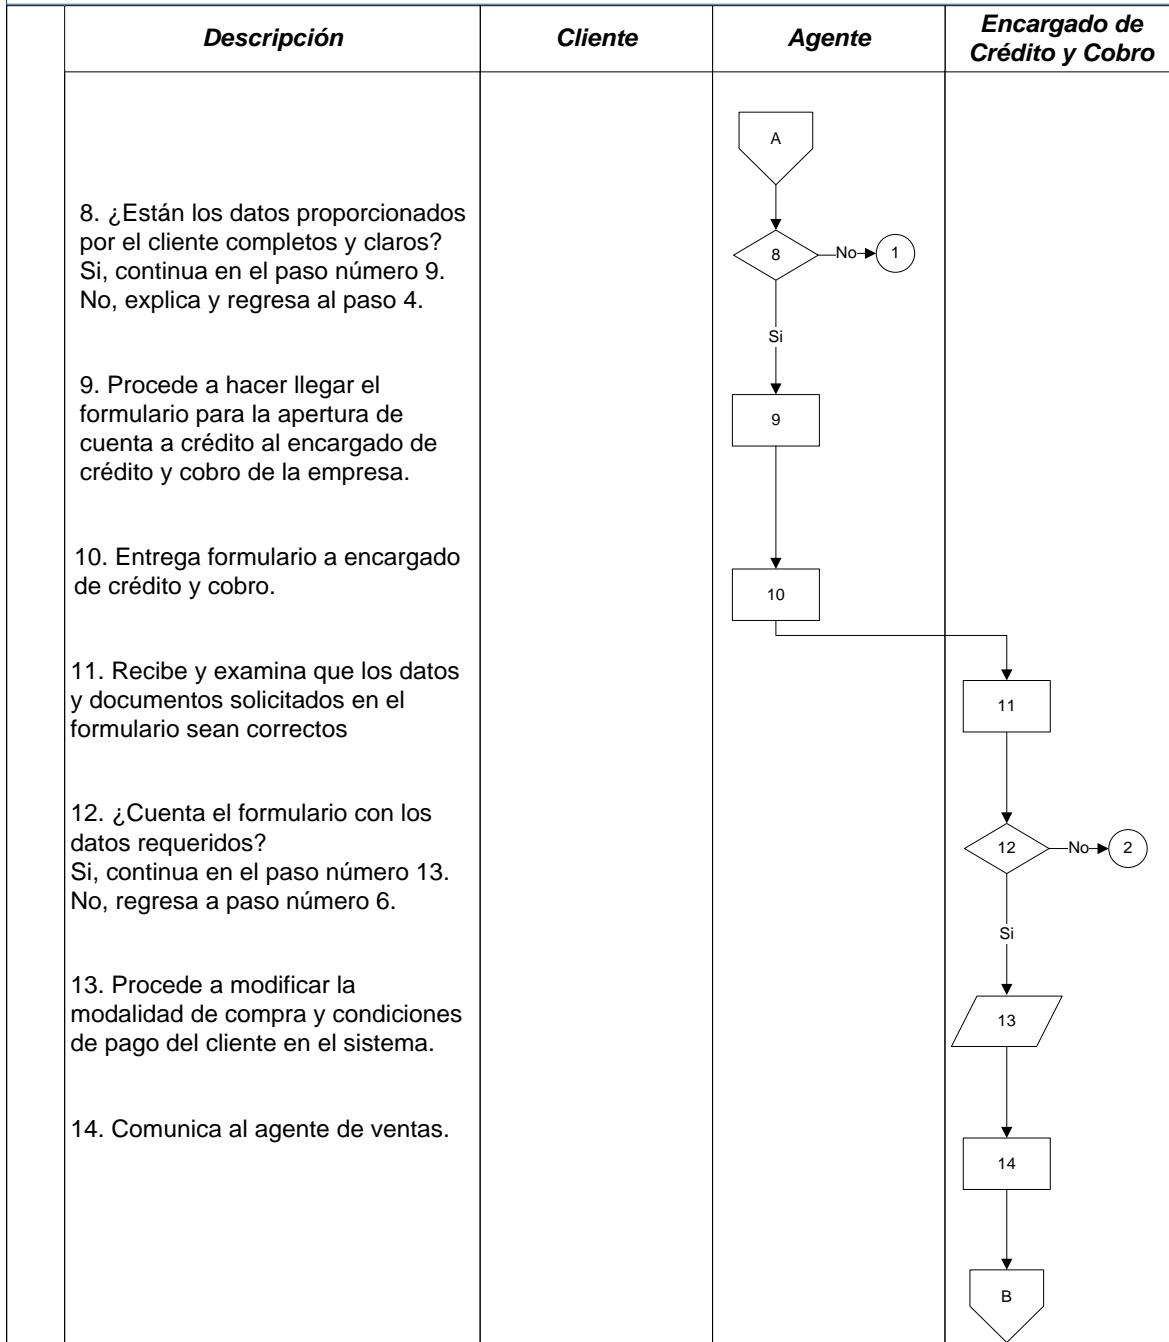 Descripción
Cliente
Agente
Encargado de
Crédito y Cobro
A
8. ¿Están los datos proporcionados
por el cliente completos y claros?
Si, continua en el paso número 9.
No, explica y regresa al paso 4.
8
No
1
Si
9. Procede a hacer llegar el
formulario para la apertura de
cuenta a crédito al encargado de
crédito y cobro de la empresa.
9
10. Entrega formulario a encargado
de crédito y cobro.
10
11. Recibe y examina que los datos
y documentos solicitados en el
formulario sean correctos
11
12. ¿Cuenta el formulario con los
datos requeridos?
Si, continua en el paso número 13.
No, regresa a paso número 6.
12
No
2
Si
13. Procede a modificar la
modalidad de compra y condiciones
de pago del cliente en el sistema.
13
14. Comunica al agente de ventas.
14
B